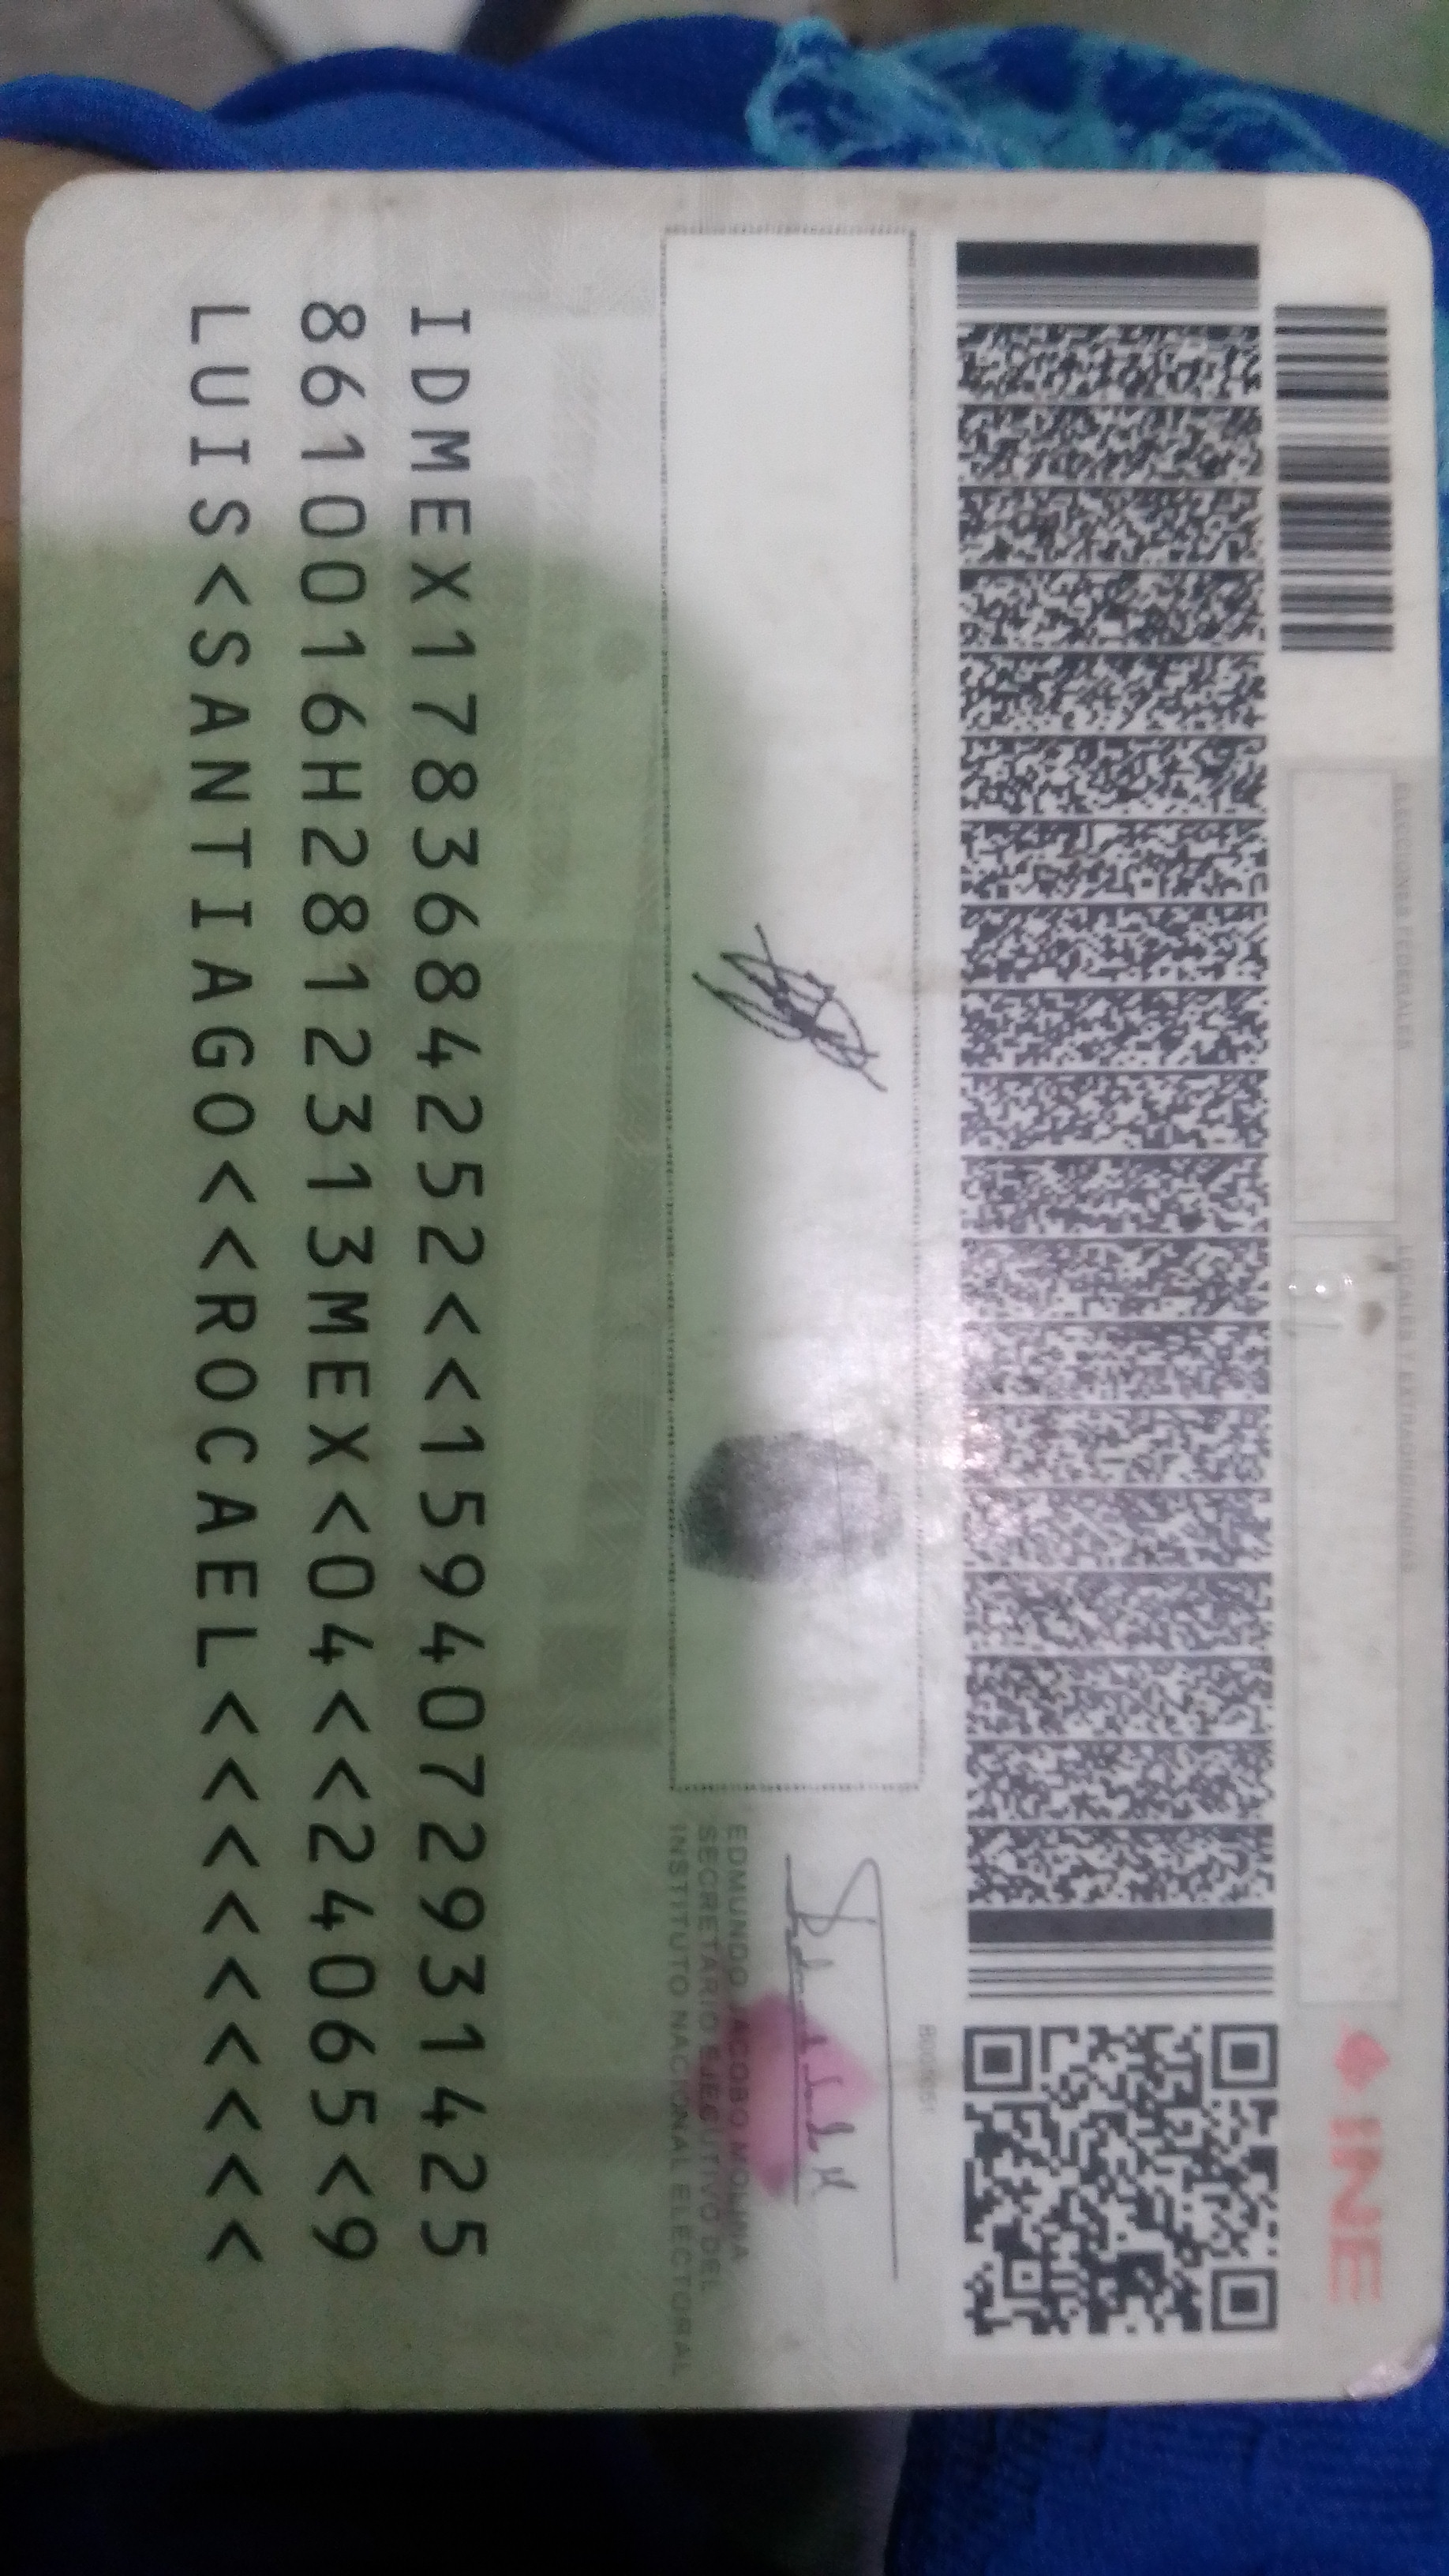 INE
ELECCIONES FEDERALES
LOCALES Y EXTRAORDINARIAS
EDMUNDO JACOBO MOLINA
SECRETARIO EJECUTIVO DEL
INSTITUTO NACIONAL ELECTORAL
IDMEX1783684252<<1594072931425
8610016H2812313MEX<04<<24065<9
LUIS<SANTIAGO<<ROCAEL<<<<<<<<<